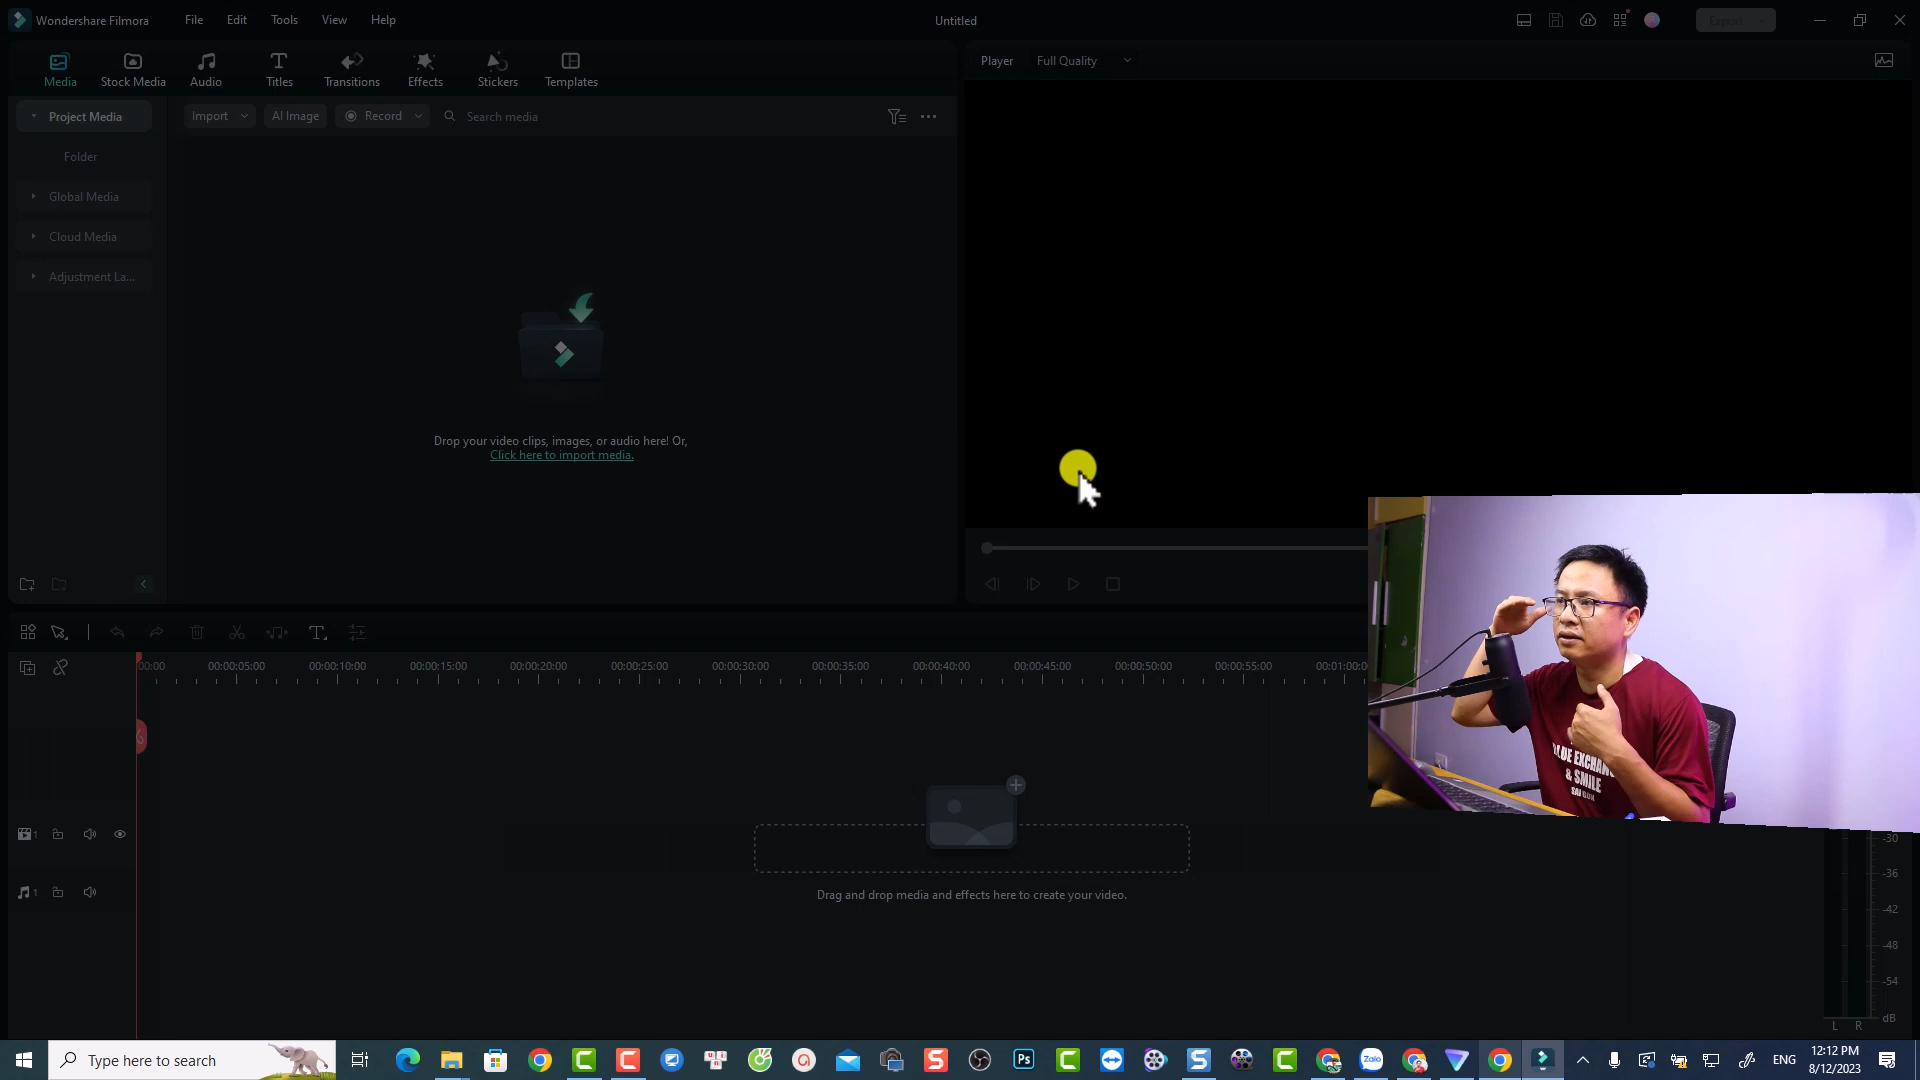 Wondershare Filmora
File
Edit
Tools
View
Help
Untitled
Export
Media
Stock Media
Audio
Titles
Transitions
Effects
Stickers
Templates
Player
Full Quality
Project Media
Import
AI Image
Record
Search media
Folder
Global Media
Cloud Media
Adjustment La...
Drop your video clips, images, or audio here! Or,
Click here to import media.
00:00
00:00:05:00
00:00:10:00
00:00:15:00
00:00:20:00
00:00:25:00
00:00:30:00
00:00:35:00
00:00:40:00
00:00:45:00
00:00:50:00
00:00:55:00
00:01:00:0
& SMILE
1
1
Drag and drop media and effects here to create your video.
-30
-36
-42
-48
-54
dB
L R
Type here to search
Ps
Zalo
ENG
12:12 PM
8/12/2023